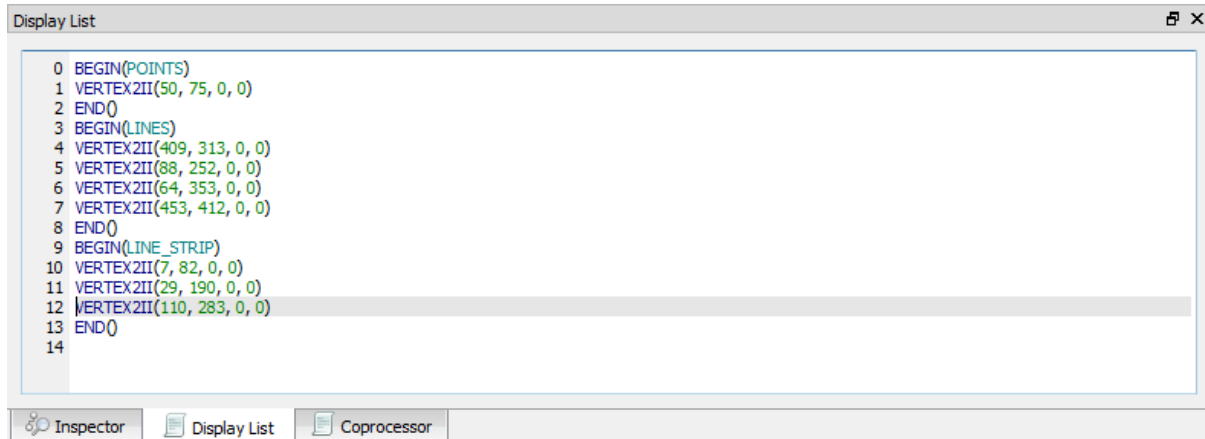 Display List
0 BEGIN(POINTS)
1 VERTEX2II(50, 75, 0, 0)
2 END()
3 BEGIN(LINES)
4 VERTEX2II(409, 313, 0, 0)
5 VERTEX2II(88, 252, 0, 0)
6 VERTEX2II(64, 353, 0, 0)
7 VERTEX2II(453, 412, 0, 0)
8 END()
9 BEGIN(LINE_STRIP)
10 VERTEX2II(7, 82, 0, 0)
11 VERTEX2II(29, 190, 0, 0)
12 VERTEX2II(110, 283, 0, 0)
13 END()
14
Inspector Display List Coprocessor